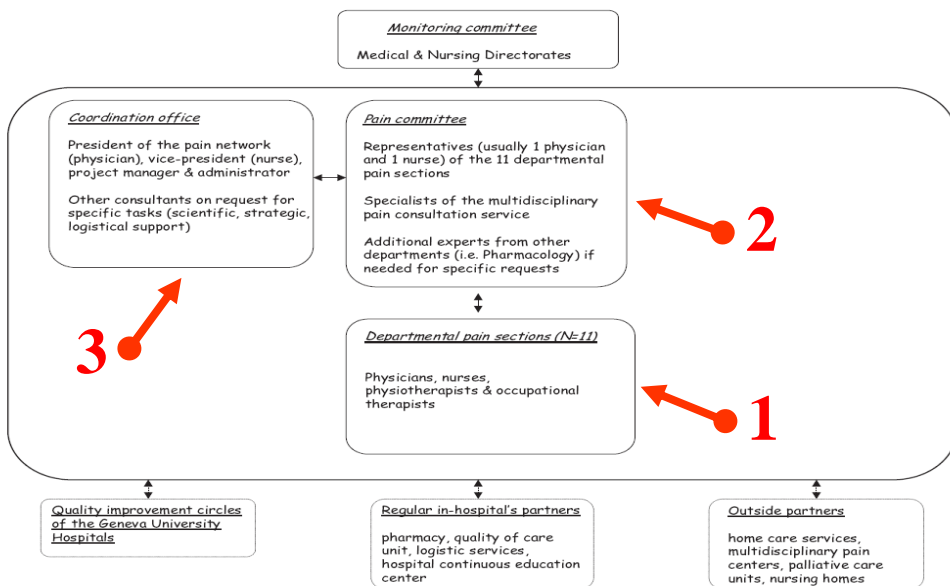 Monitoring committee
Medical & Nursing Directorates
Coordination office
President of the pain network
(physician), vice-president (nurse),
project manager & administrator
Other consultants on request for
specific tasks (scientific, strategic,
logistical support)
Pain committee
Representatives (usually 1 physician
and 1 nurse) of the 11 departmental
pain sections
Specialists of the multidisciplinary
pain consultation service
Additional experts from other
departments (i.e. Pharmacology) if
needed for specific requests
2
3
Departmental pain sections (N=11)
Physicians, nurses,
physiotherapists & occupational
therapists
1
Quality improvement circles
of the Geneva University
Hospitals
Regular in-hospital's partners
pharmacy, quality of care
unit, logistic services,
hospital continuous education
center
Outside partners
home care services,
multidisciplinary pain
centers, palliative care
units, nursing homes